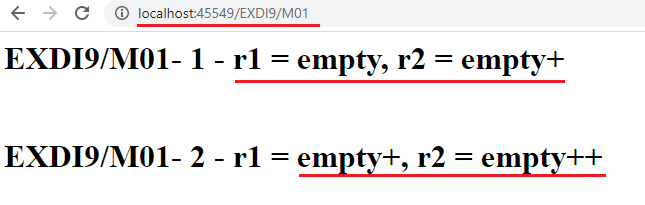 localhost:45549/EXDI9/M01
EXDI9/M01- 1 - r1 = empty, r2 = empty+
EXDI9/M01- 2 - r1 = empty+, r2 = empty++